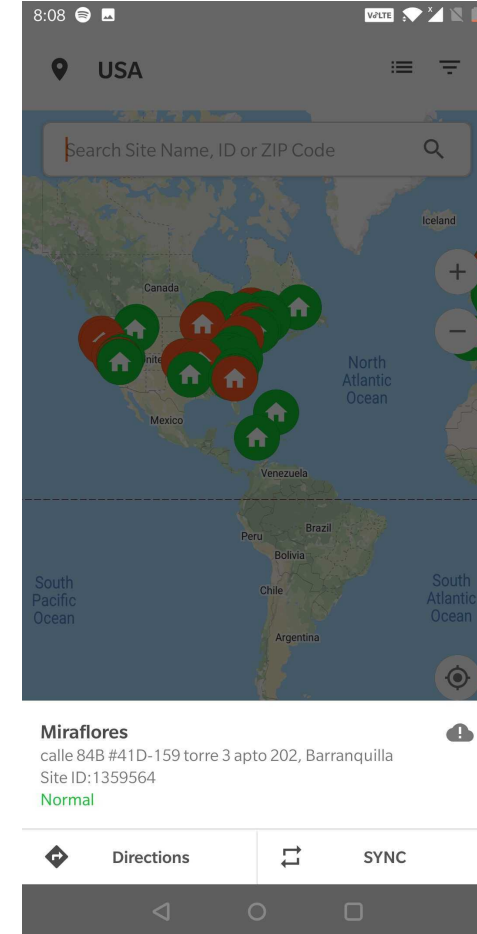 8:08
VoLTE
x
USA
Search Site Name, ID or ZIP Code
Iceland
Canada
North
Atlantic
Ocean
Mexico
Venezuela
Brazil
Peru
Bolivia
South
Pacific
Ocean
Chile
South
Atlantic
Ocean
Argentina
Miraflores
calle 84B #41D-159 torre 3 apto 202, Barranquilla
Site ID:1359564
Normal
Directions
SYNC